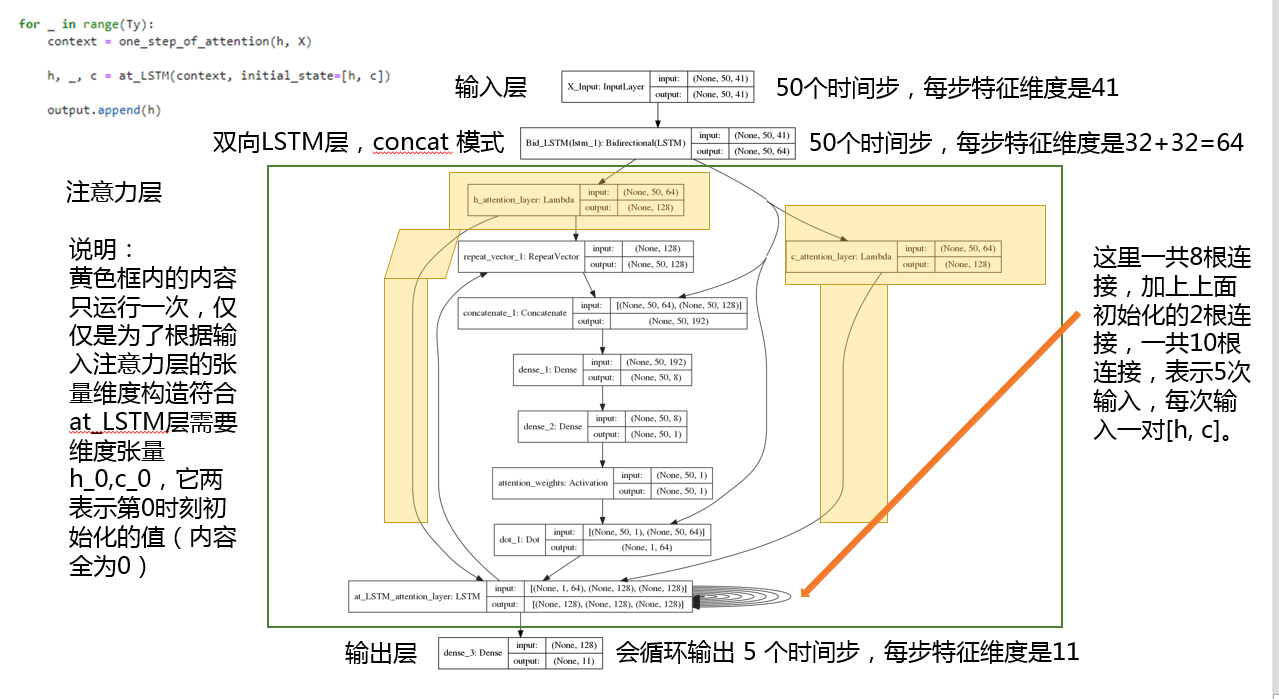 for _ in range(Ty):
context = one_step_of_attention(h, X)
h, _, c = at_LSTM(context, initial_state=[h, c])
output.append(h)
输入层
X_Input: InputLayer
input: (None, 50, 41)
output: (None, 50, 41)
50个时间步，每步特征维度是41
双向LSTM层，concat 模式
Bid_LSTM(lstm_1): Bidirectional(LSTM)
input: (None, 50, 41)
output: (None, 50, 64)
50个时间步，每步特征维度是32+32=64
注意力层
说明：
黄色框内的内容
只运行一次，仅
仅是为了根据输
入注意力层的张
量维度构造符合
at_LSTM层需要
维度张量
h_0,c_0，它两
表示第0时刻初
始化的值（内容
全为0）
h_attention_layer: Lambda
input: (None, 50, 64)
output: (None, 128)
repeat_vector_1: RepeatVector
input: (None, 128)
output: (None, 50, 128)
c_attention_layer: Lambda
input: (None, 50, 64)
output: (None, 128)
concatenate_1: Concatenate
input: [(None, 50, 64), (None, 50, 128)]
output: (None, 50, 192)
dense_1: Dense
input: (None, 50, 192)
output: (None, 50, 8)
dense_2: Dense
input: (None, 50, 8)
output: (None, 50, 1)
attention_weights: Activation
input: (None, 50, 1)
output: (None, 50, 1)
dot_1: Dot
input: [(None, 50, 1), (None, 50, 64)]
output: (None, 1, 64)
at_LSTM_attention_layer: LSTM
input: [(None, 1, 64), (None, 128), (None, 128)]
output: [(None, 128), (None, 128), (None, 128)]
这里一共8根连
接，加上上面
初始化的2根连
接，一共10根
连接，表示5次
输入，每次输
入一对[h, c]。
输出层
dense_3: Dense
input: (None, 128)
output: (None, 11)
会循环输出 5 个时间步，每步特征维度是11